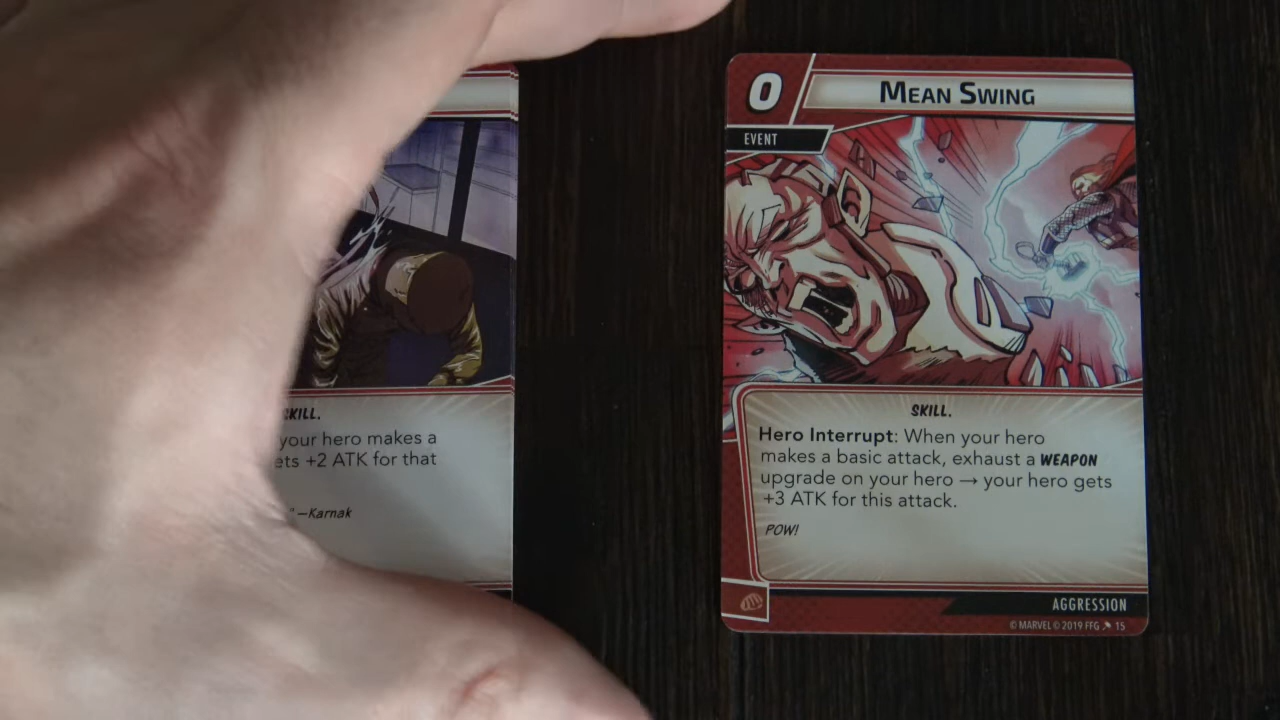 SKILL.
your hero makes a
+2 ATK for that
—Karnak
0
MEAN SWING
EVENT
SKILL.
Hero Interrupt: When your hero
makes a basic attack, exhaust a WEAPON
upgrade on your hero → your hero gets
+3 ATK for this attack.
POW!
AGGRESSION
© MARVEL © 2019 FFG 15